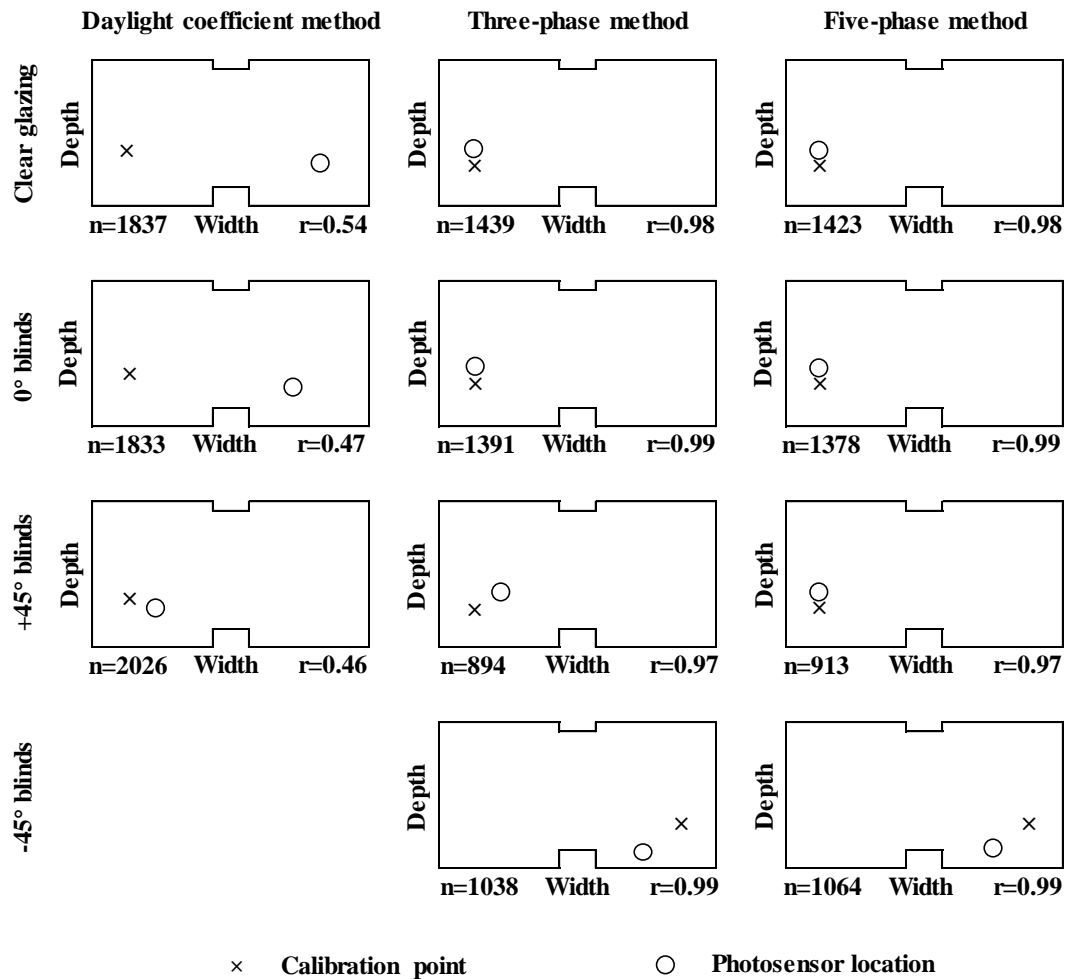 Daylight coefficient method Three-phase method Five-phase method
Clear glazing
Depth Depth Depth
n=1837 Width r=0.54 n=1439 Width r=0.98 n=1423 Width r=0.98
0° blinds
Depth Depth Depth
n=1833 Width r=0.47 n=1391 Width r=0.99 n=1378 Width r=0.99
+45° blinds
Depth Depth Depth
n=2026 Width r=0.46 n=894 Width r=0.97 n=913 Width r=0.97
-45° blinds
Depth Depth
n=1038 Width r=0.99 n=1064 Width r=0.99
× Calibration point ○ Photosensor location